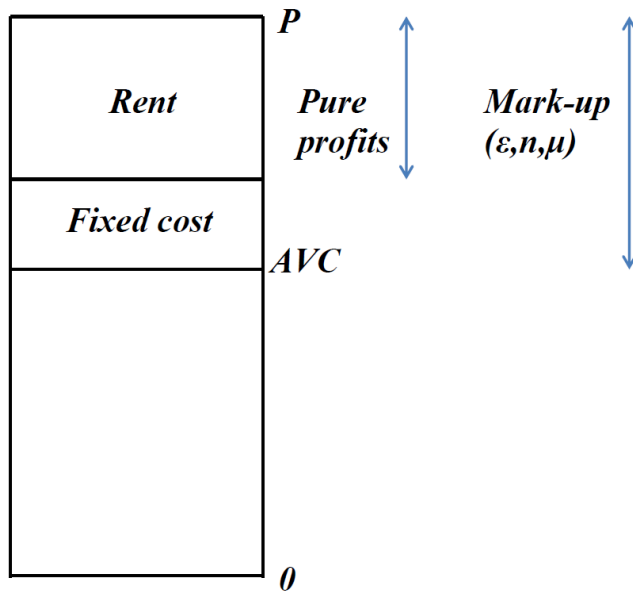 P
Rent
Pure
profits
Mark-up
(ε,n,μ)
Fixed cost
AVC
0